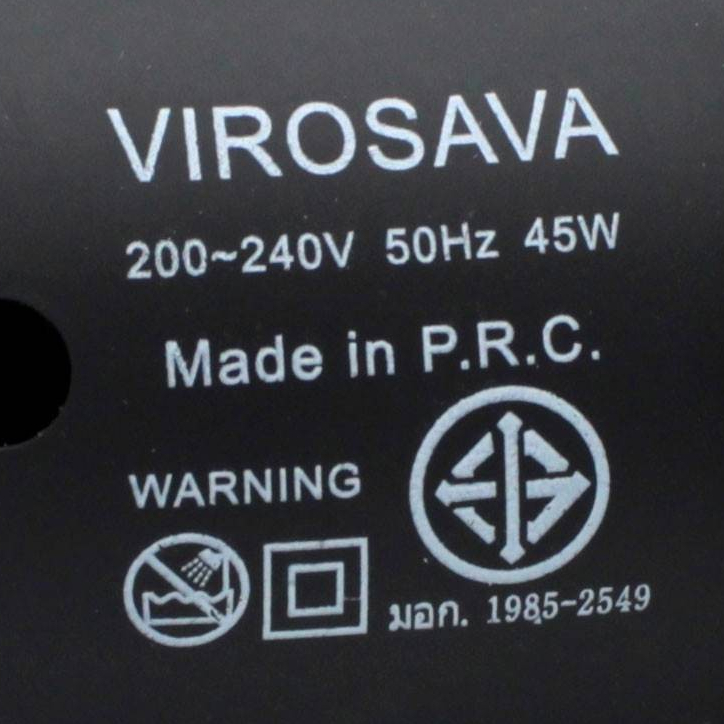 VIROSAVA
200~240V 50Hz 45W
Made in P.R.C.
WARNING
มอก. 1985-2549